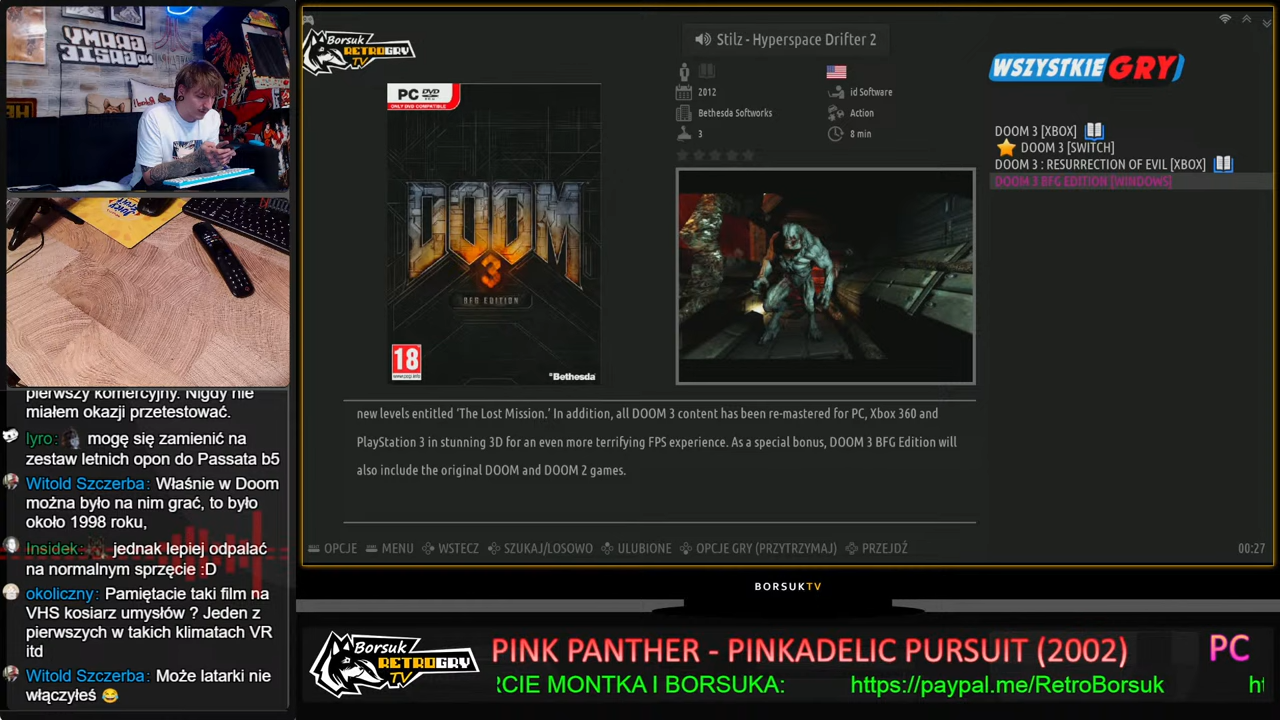 GRAMY
NA GAZIE
Borsuk
RETROGRY
TV
Stilz - Hyperspace Drifter 2
2012
id Software
Bethesda Softworks
Action
3
8 min
PC DVD
ONLY DVD COMPATIBLE
DOOM
3
BFG EDITION
18
Bethesda
WSZYSTKIE GRY
DOOM 3 [XBOX]
DOOM 3 [SWITCH]
DOOM 3 : RESURRECTION OF EVIL [XBOX]
DOOM 3 BFG EDITION [WINDOWS]
new levels entitled 'The Lost Mission.' In addition, all DOOM 3 content has been re-mastered for PC, Xbox 360 and
PlayStation 3 in stunning 3D for an even more terrifying FPS experience. As a special bonus, DOOM 3 BFG Edition will
also include the original DOOM and DOOM 2 games.
OPCJE MENU WSTECZ SZUKAJ/LOSOWO ULUBIONE OPCJE GRY (PRZYTRZYMAJ) PRZEJDŹ
00:27
pierwszy komercyjny. Nigdy nie
miałem okazji przetestować.
lyro: mogę się zamienić na
zestaw letnich opon do Passata b5
Witold Szczerba: Właśnie w Doom
można było na nim grać, to było
około 1998 roku,
Insidek: jednak lepiej odpalać
na normalnym sprzęcie :D
okoliczny: Pamiętacie taki film na
VHS kosiarz umysłów ? Jeden z
pierwszych w takich klimatach VR
itd
Witold Szczerba: Może latarki nie
włączyłeś 😂
BORSUKTV
Borsuk
RETROGRY
TV
PINK PANTHER - PINKADELIC PURSUIT (2002) PC
RCIE MONTKA I BORSUKA: https://paypal.me/RetroBorsuk ht